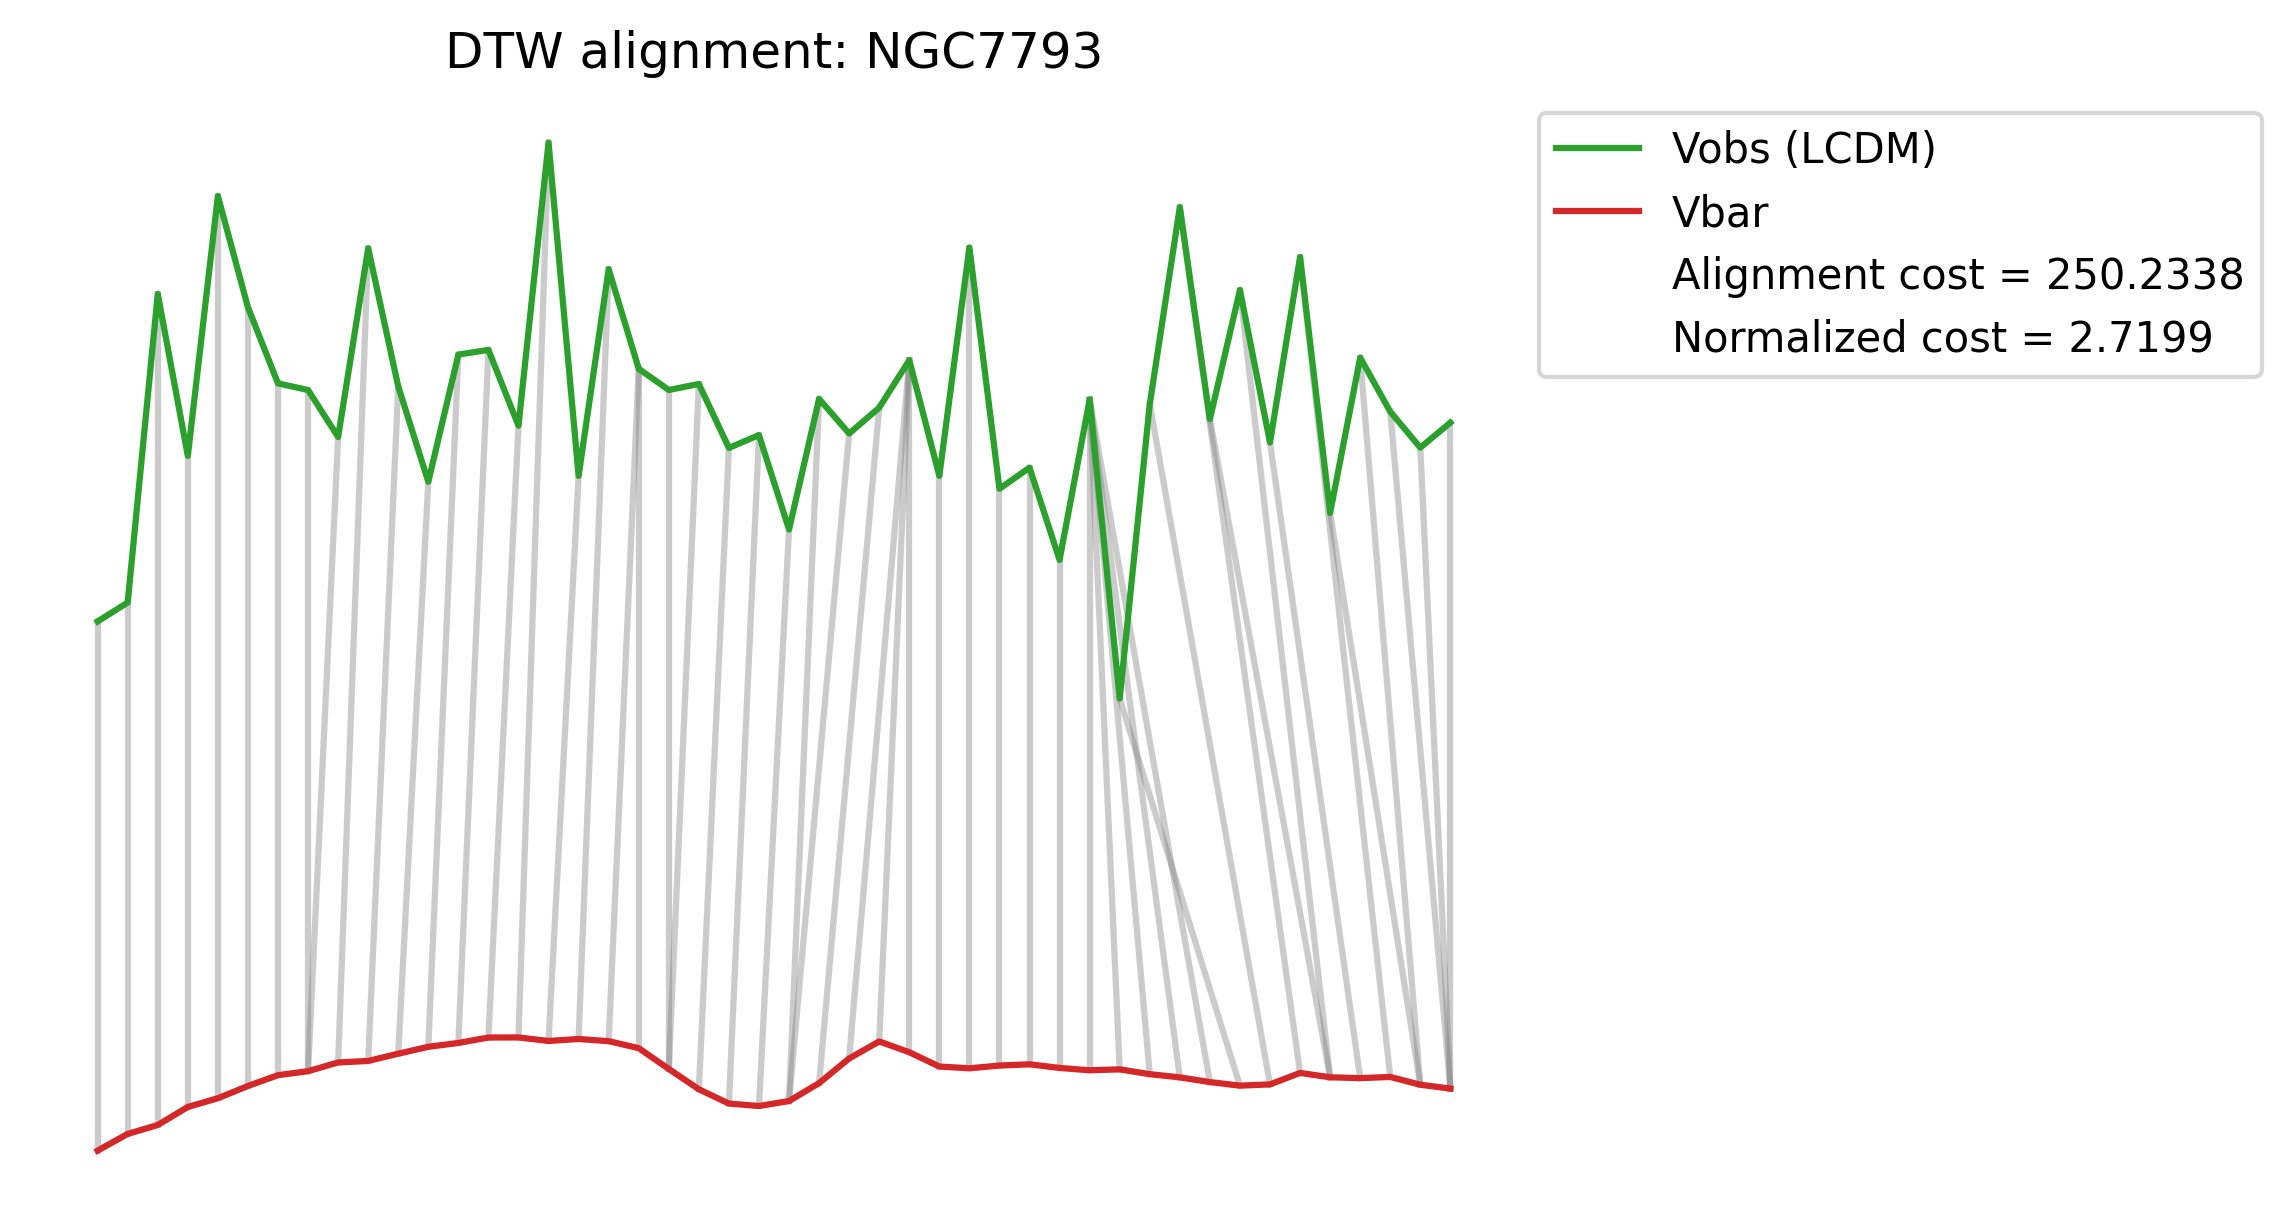 DTW alignment: NGC7793
Vobs (LCDM)
Vbar
Alignment cost = 250.2338
Normalized cost = 2.7199